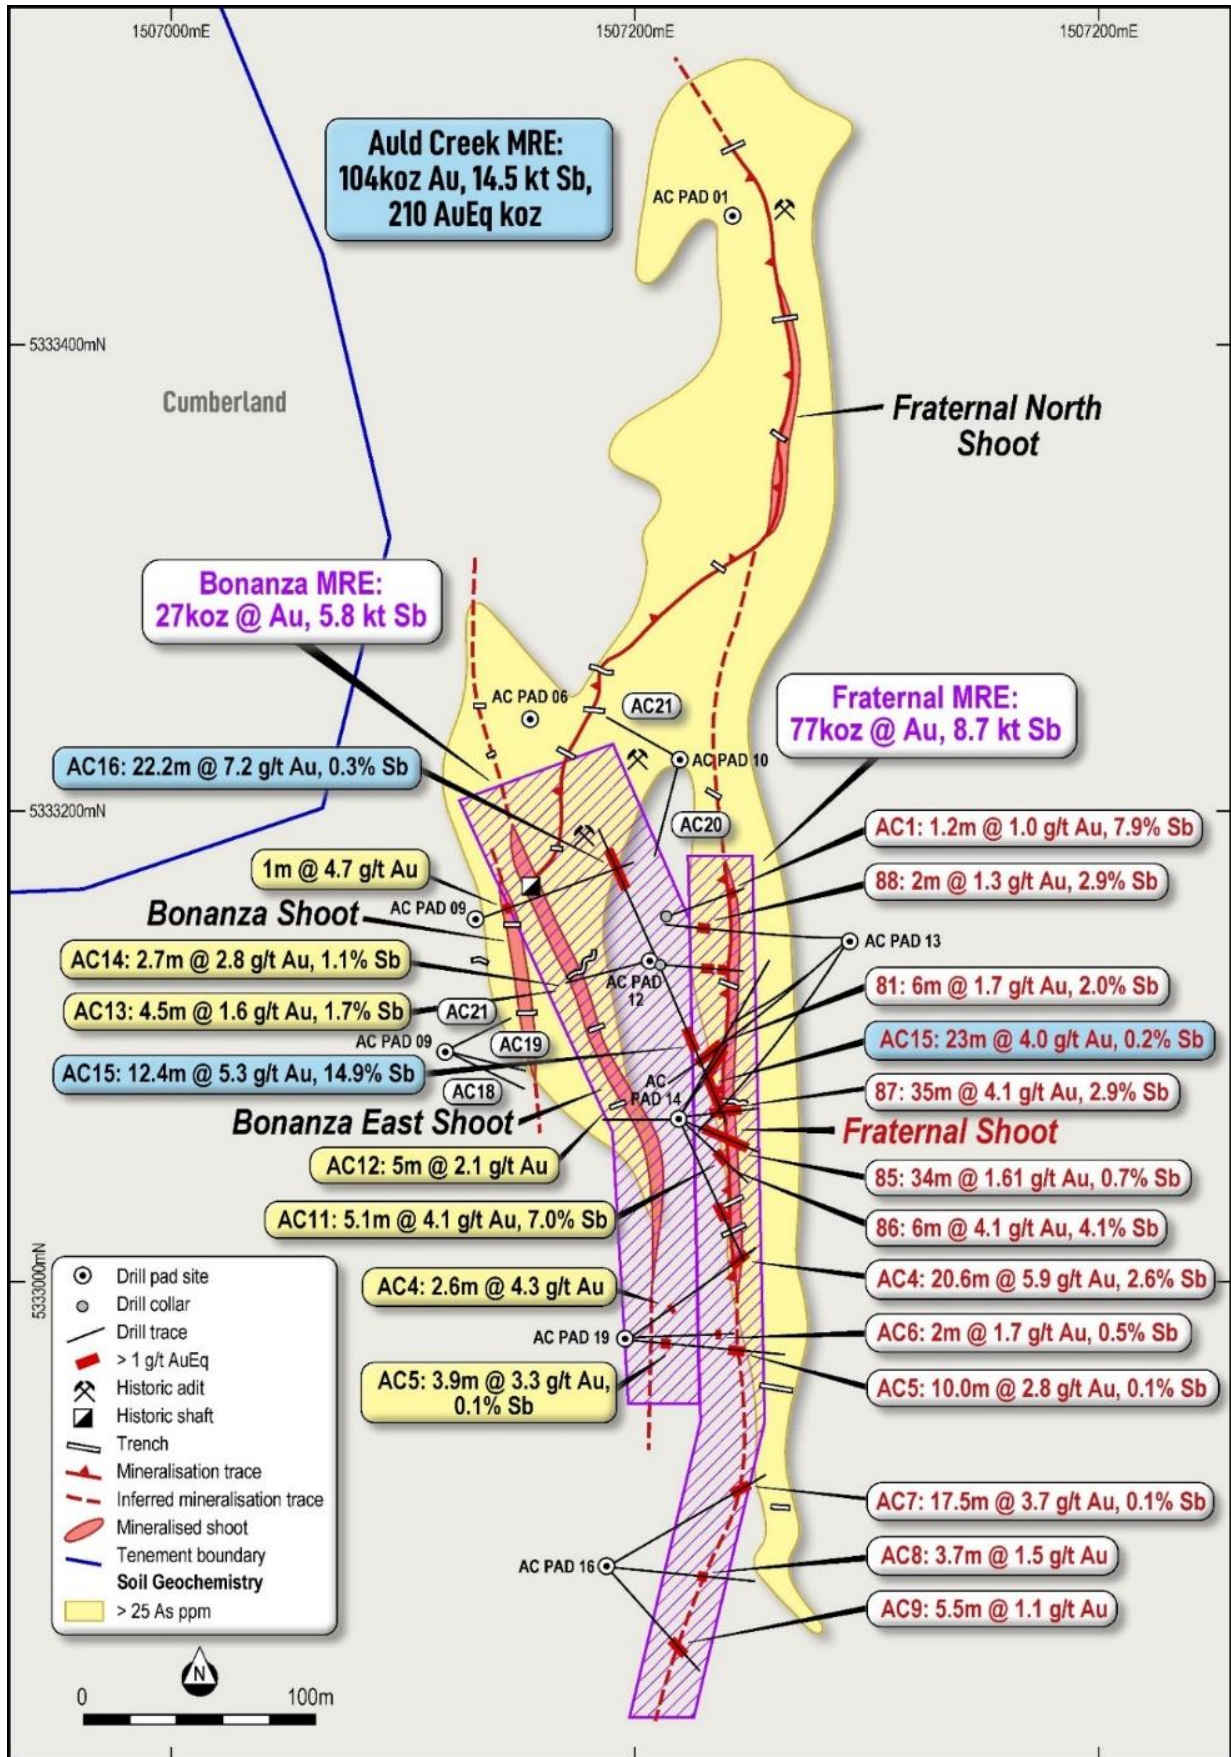 1507000mE
1507200mE
1507200mE
Auld Creek MRE:
104koz Au, 14.5 kt Sb,
210 AuEq koz
AC PAD 01
5333400mN
Cumberland
Fraternal North
Shoot
Bonanza MRE:
27koz @ Au, 5.8 kt Sb
AC PAD 06
AC21
Fraternal MRE:
77koz @ Au, 8.7 kt Sb
AC16: 22.2m @ 7.2 g/t Au, 0.3% Sb
AC PAD 10
5333200mN
AC20
AC1: 1.2m @ 1.0 g/t Au, 7.9% Sb
1m @ 4.7 g/t Au
88: 2m @ 1.3 g/t Au, 2.9% Sb
AC PAD 09
Bonanza Shoot
AC PAD 13
AC14: 2.7m @ 2.8 g/t Au, 1.1% Sb
AC PAD
12
81: 6m @ 1.7 g/t Au, 2.0% Sb
AC13: 4.5m @ 1.6 g/t Au, 1.7% Sb
AC21
AC PAD 09
AC19
AC15: 23m @ 4.0 g/t Au, 0.2% Sb
AC15: 12.4m @ 5.3 g/t Au, 14.9% Sb
AC18
AC
PAD 14
87: 35m @ 4.1 g/t Au, 2.9% Sb
Bonanza East Shoot
Fraternal Shoot
AC12: 5m @ 2.1 g/t Au
85: 34m @ 1.61 g/t Au, 0.7% Sb
AC11: 5.1m @ 4.1 g/t Au, 7.0% Sb
86: 6m @ 4.1 g/t Au, 4.1% Sb
5333000mN
AC4: 2.6m @ 4.3 g/t Au
AC4: 20.6m @ 5.9 g/t Au, 2.6% Sb
AC PAD 19
AC6: 2m @ 1.7 g/t Au, 0.5% Sb
AC5: 3.9m @ 3.3 g/t Au,
0.1% Sb
AC5: 10.0m @ 2.8 g/t Au, 0.1% Sb
AC7: 17.5m @ 3.7 g/t Au, 0.1% Sb
AC PAD 16
AC8: 3.7m @ 1.5 g/t Au
AC9: 5.5m @ 1.1 g/t Au
Drill pad site
Drill collar
Drill trace
> 1 g/t AuEq
Historic adit
Historic shaft
Trench
Mineralisation trace
Inferred mineralisation trace
Mineralised shoot
Tenement boundary
Soil Geochemistry
> 25 As ppm
N
0
100m